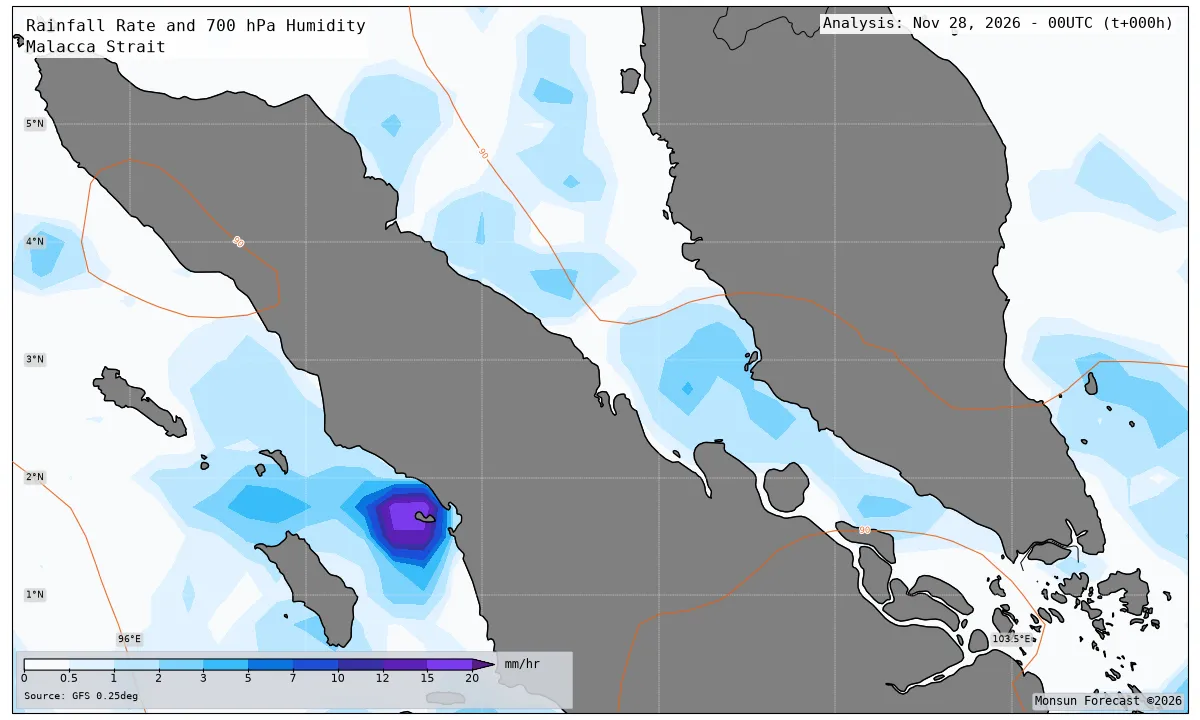 Rainfall Rate and 700 hPa Humidity
Malacca Strait
Analysis: Nov 28, 2026 - 00UTC (t+000h)
5°N
90
4°N
90
3°N
2°N
90
1°N
96°E
103.5°E
0 0.5 1 2 3 5 7 10 12 15 20 mm/hr
Source: GFS 0.25deg
Monsun Forecast ©2026